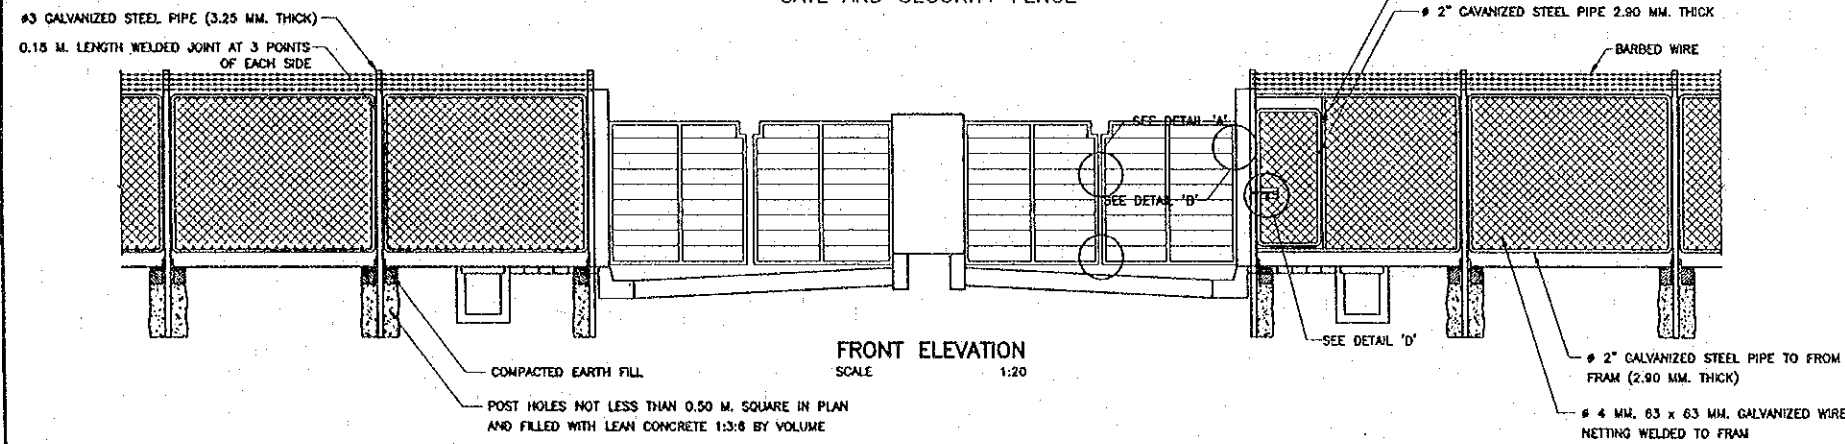 ø3 GALVANIZED STEEL PIPE (3.25 MM. THICK)
0.15 M. LENGTH WELDED JOINT AT 3 POINTS
OF EACH SIDE
ø 2" GAVANIZED STEEL PIPE 2.90 MM. THICK
BARBED WIRE
SEE DETAIL 'A'
SEE DETAIL 'B'
SEE DETAIL 'D'
FRONT ELEVATION
SCALE 1:20
COMPACTED EARTH FILL
POST HOLES NOT LESS THAN 0.50 M. SQUARE IN PLAN
AND FILLED WITH LEAN CONCRETE 1:3:6 BY VOLUME
ø 2" GALVANIZED STEEL PIPE TO FROM
FRAM (2.90 MM. THICK)
ø 4 MM. 63 x 63 MM. GALVANIZED WIRE
NETTING WELDED TO FRAM